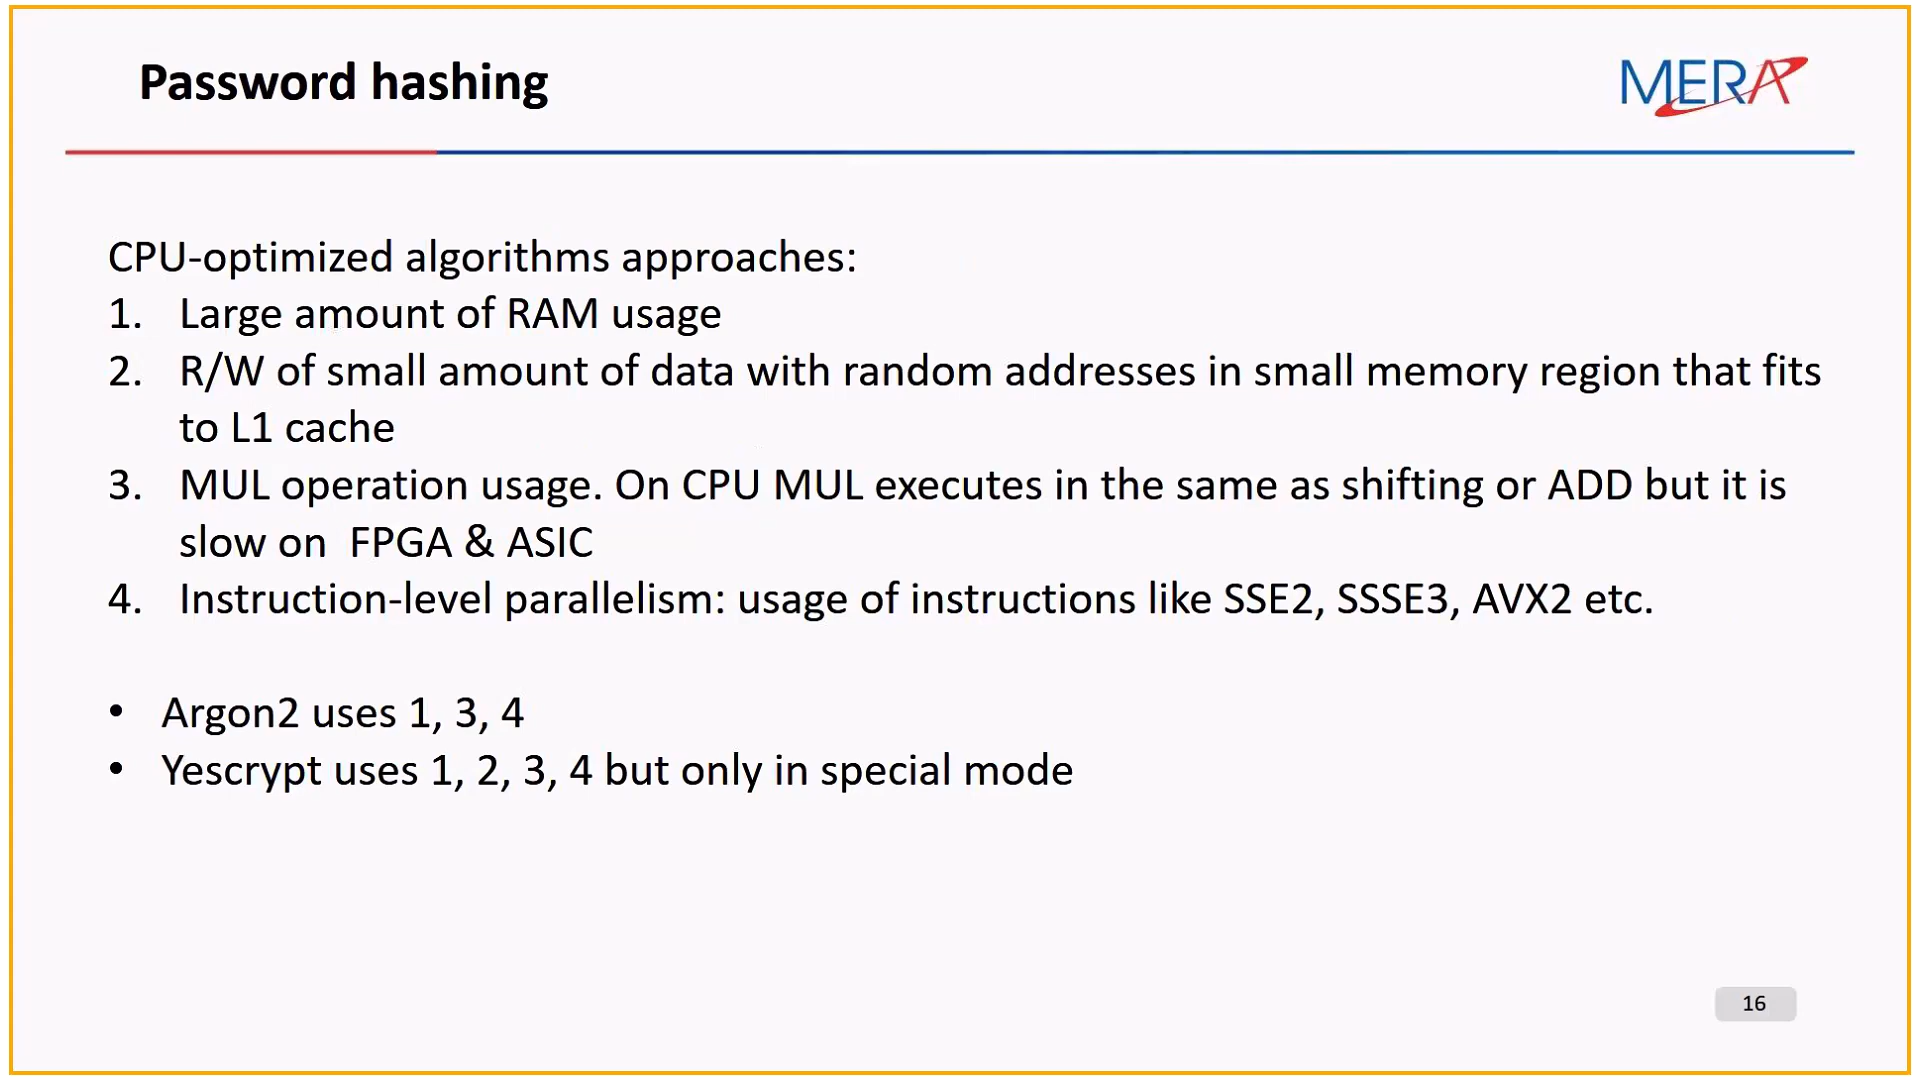 Password hashing
MERA
CPU-optimized algorithms approaches:
1. Large amount of RAM usage
2. R/W of small amount of data with random addresses in small memory region that fits
to L1 cache
3. MUL operation usage. On CPU MUL executes in the same as shifting or ADD but it is
slow on  FPGA & ASIC
4. Instruction-level parallelism: usage of instructions like SSE2, SSSE3, AVX2 etc.
• Argon2 uses 1, 3, 4
• Yescrypt uses 1, 2, 3, 4 but only in special mode
16